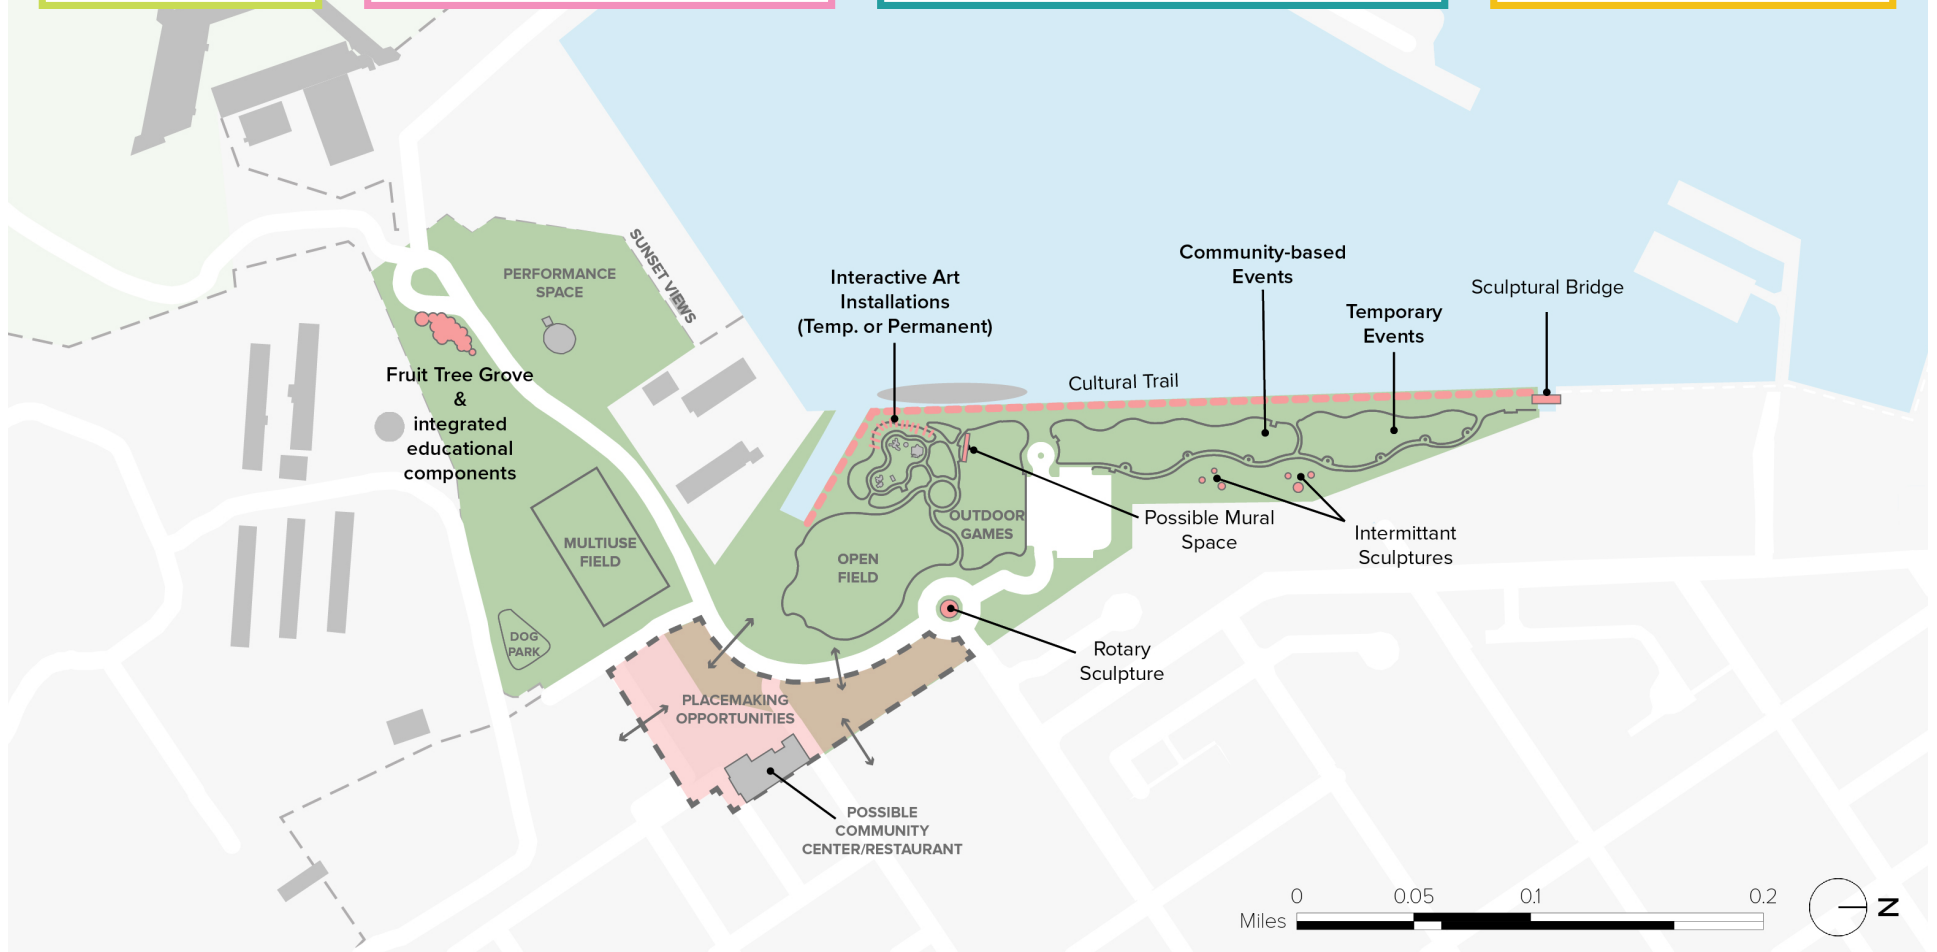 SUNSET VIEWS
PERFORMANCE
SPACE
Interactive Art
Installations
(Temp. or Permanent)
Community-based
Events
Temporary
Events
Sculptural Bridge
Cultural Trail
Fruit Tree Grove
&
integrated
educational
components
MULTIUSE
FIELD
OPEN
FIELD
OUTDOOR
GAMES
Possible Mural
Space
Intermittant
Sculptures
DOG
PARK
Rotary
Sculpture
PLACEMAKING
OPPORTUNITIES
POSSIBLE
COMMUNITY
CENTER/RESTAURANT
0 0.05 0.1 0.2
Miles
N